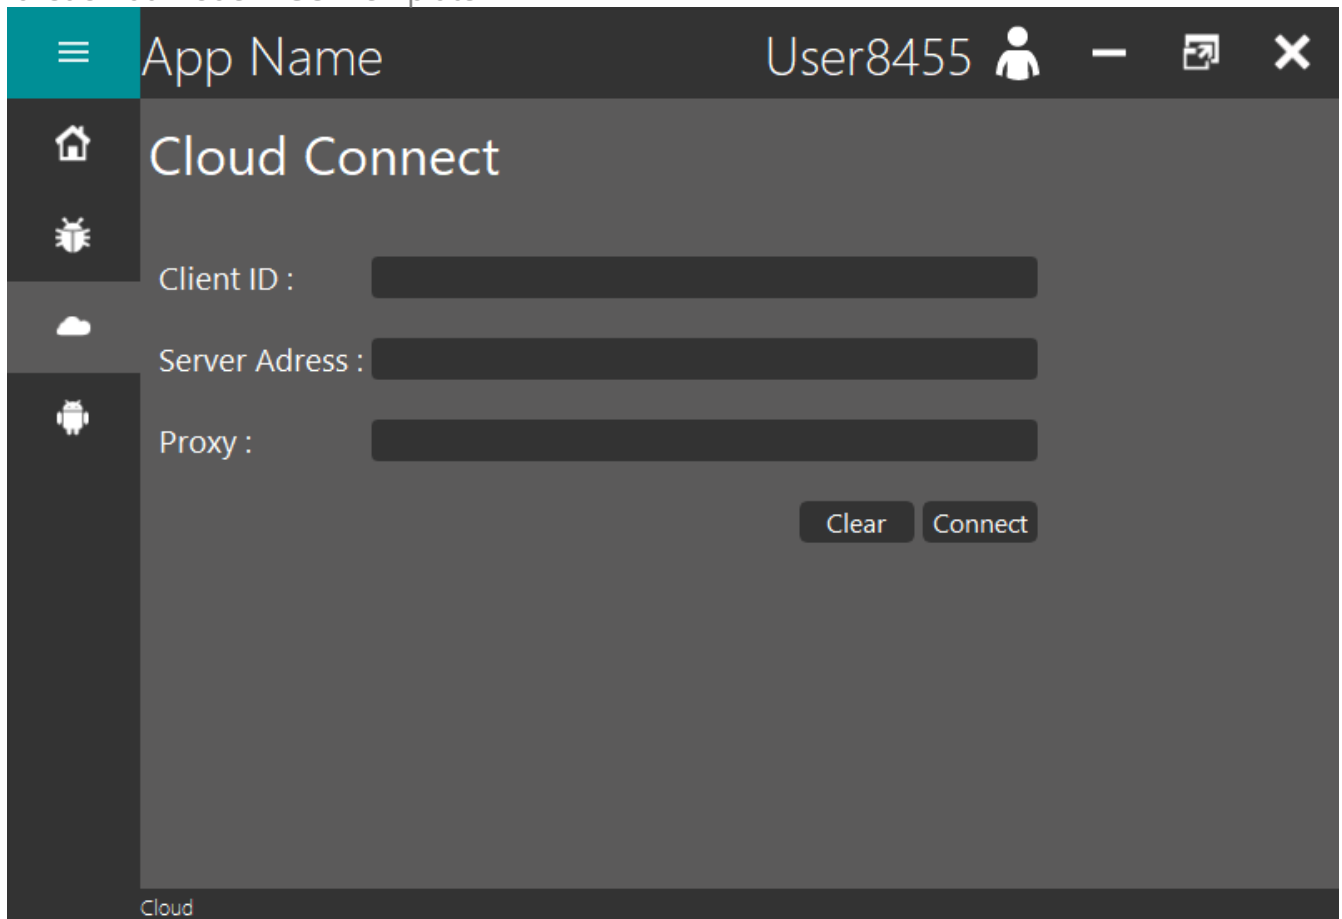 App Name
User8455
Cloud Connect
Client ID :
Server Adress :
Proxy :
Clear
Connect
Cloud